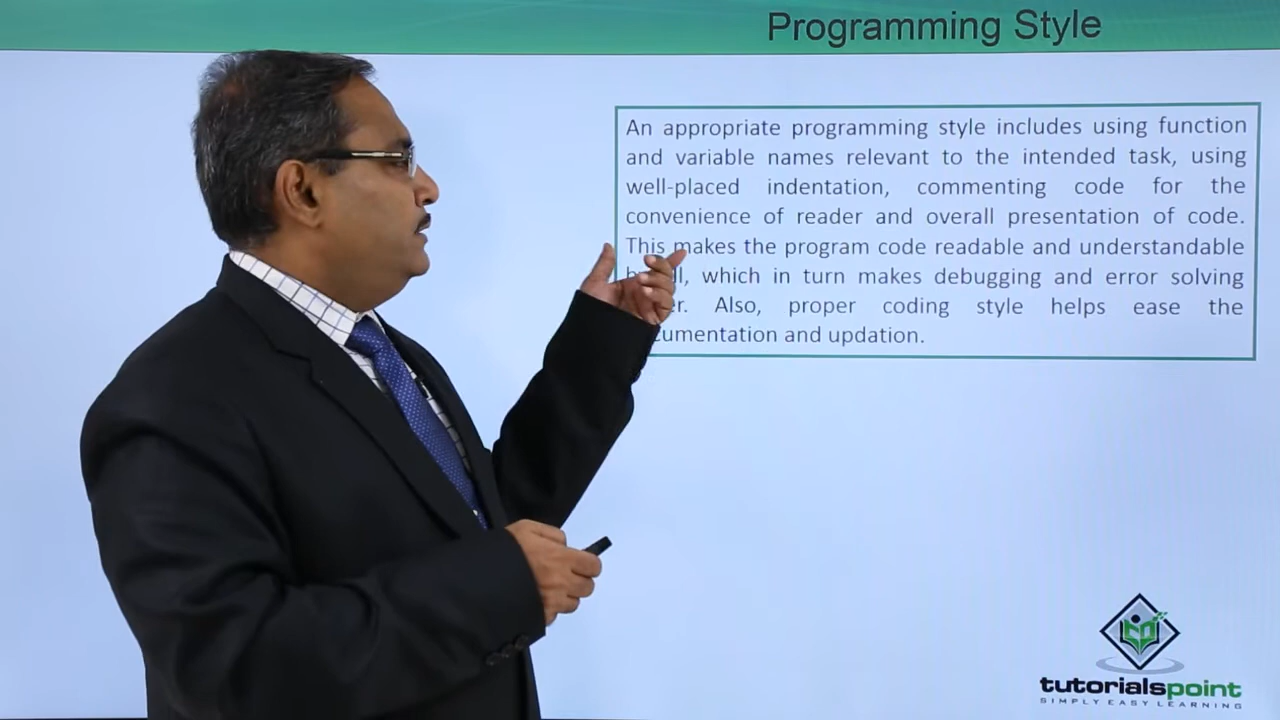 Programming Style
An appropriate programming style includes using function
and variable names relevant to the intended task, using
well-placed indentation, commenting code for the
convenience of reader and overall presentation of code.
This makes the program code readable and understandable
which in turn makes debugging and error solving
Also, proper coding style helps ease the
and updation.
tutorialspoint
SIMPLY EASY LEARNING